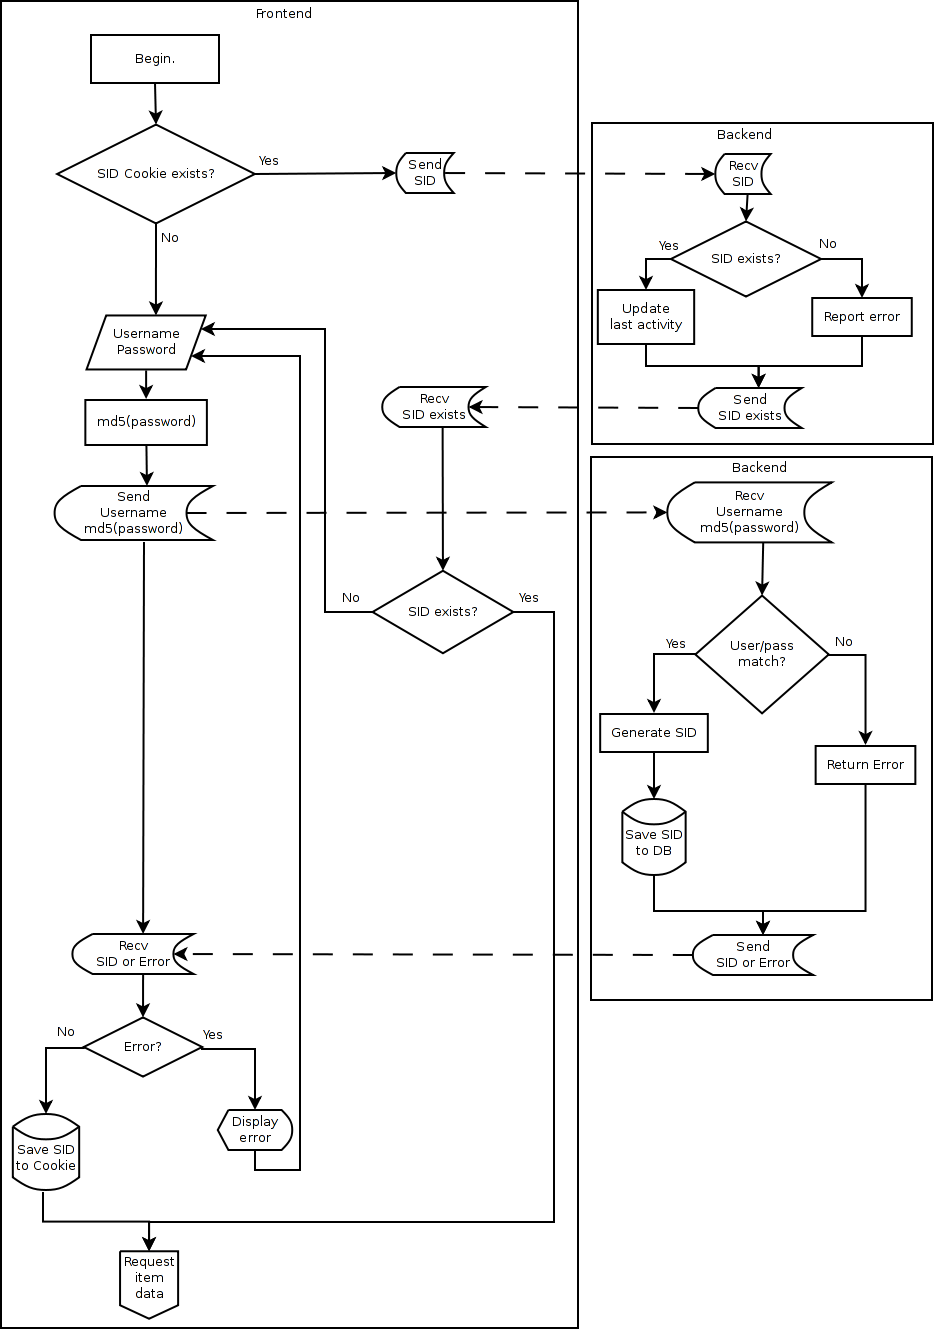 Frontend
Begin.
SID Cookie exists?
Yes
No
Send
SID
Username
Password
md5(password)
Send
Username
md5(password)
Recv
SID exists
SID exists?
No
Yes
Recv
SID or Error
Error?
No
Yes
Display
error
Save SID
to Cookie
Request
item
data
Backend
Recv
SID
SID exists?
Yes
No
Update
last activity
Report error
Send
SID exists
Backend
Recv
Username
md5(password)
User/pass
match?
Yes
No
Generate SID
Return Error
Save SID
to DB
Send
SID or Error